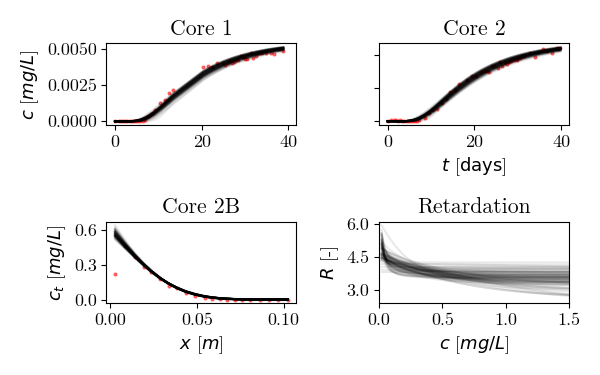 Core 1
Core 2
0.0050
0.0025
0.0000
c [mg/L]
0
20
40
0
20
40
t [days]
Core 2B
Retardation
0.6
0.3
0.0
c_t [mg/L]
6.0
4.5
3.0
R [-]
0.00
0.05
0.10
x [m]
0.0
0.5
1.0
1.5
c [mg/L]